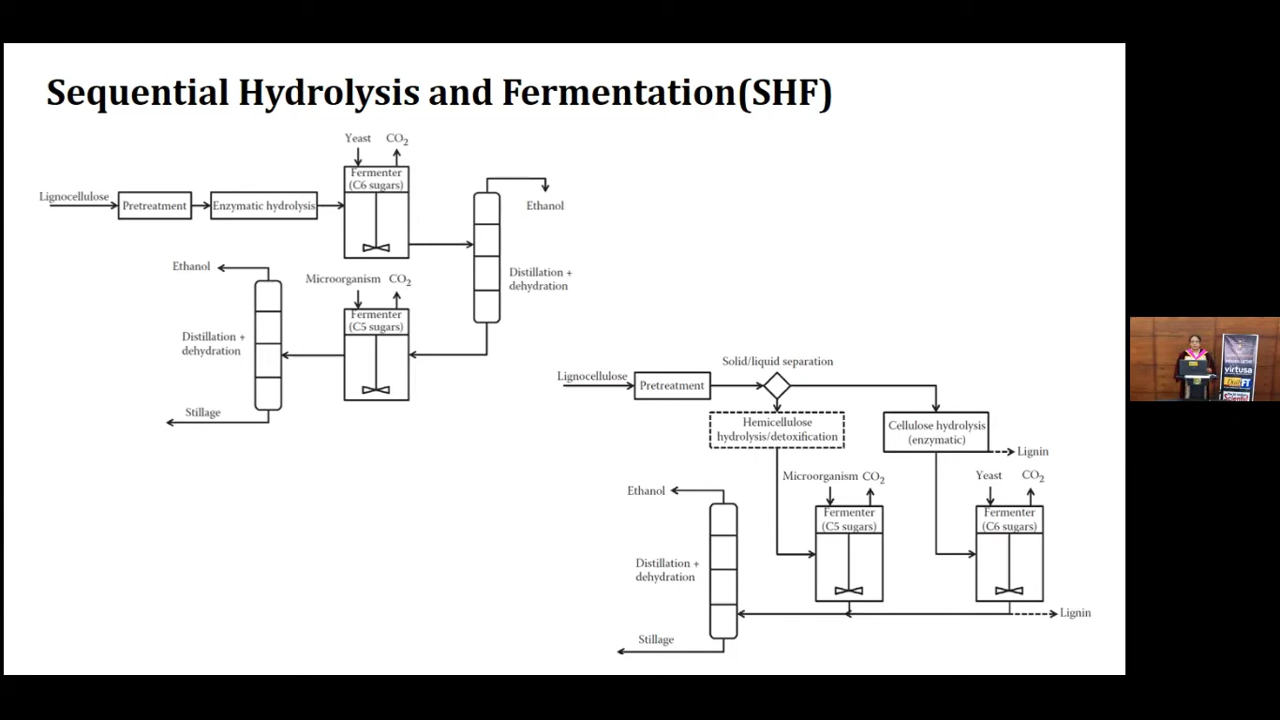 Sequential Hydrolysis and Fermentation(SHF)
Yeast
CO2
Fermenter
(C6 sugars)
Lignocellulose
Pretreatment
Enzymatic hydrolysis
Ethanol
Distillation +
dehydration
Microorganism
CO2
Fermenter
(C5 sugars)
Ethanol
Distillation +
dehydration
Stillage
Solid/liquid separation
Lignocellulose
Pretreatment
Hemicellulose
hydrolysis/detoxification
Cellulose hydrolysis
(enzymatic)
Lignin
Microorganism
CO2
Fermenter
(C5 sugars)
Yeast
CO2
Fermenter
(C6 sugars)
Lignin
Ethanol
Distillation +
dehydration
Stillage
virtusa